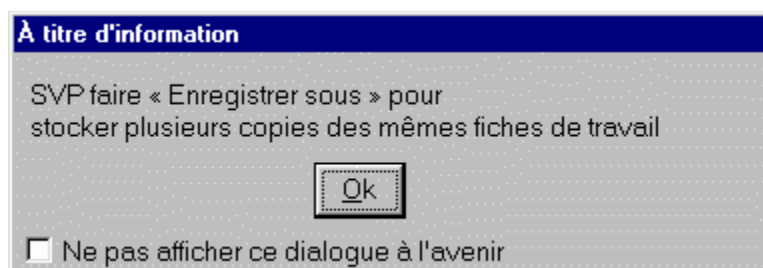 À titre d'information
SVP faire « Enregistrer sous » pour
stocker plusieurs copies des mêmes fiches de travail
Ok
Ne pas afficher ce dialogue à l'avenir